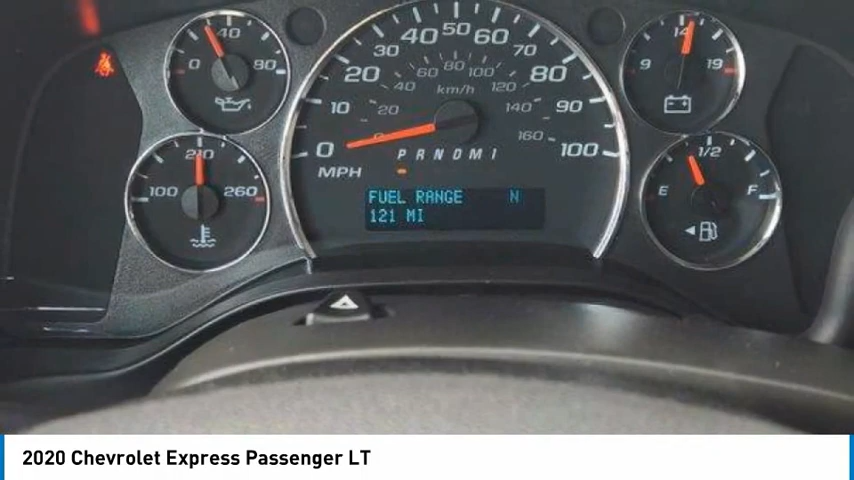 40
0 80
100 210 260
0 10 20 30 40 50 60 70 80 90 100
MPH
0 20 40 60 80 100 120 140 160
km/h
P R N D M 1
FUEL RANGE N
121 MI
9 14 19
E 1/2 F
2020 Chevrolet Express Passenger LT